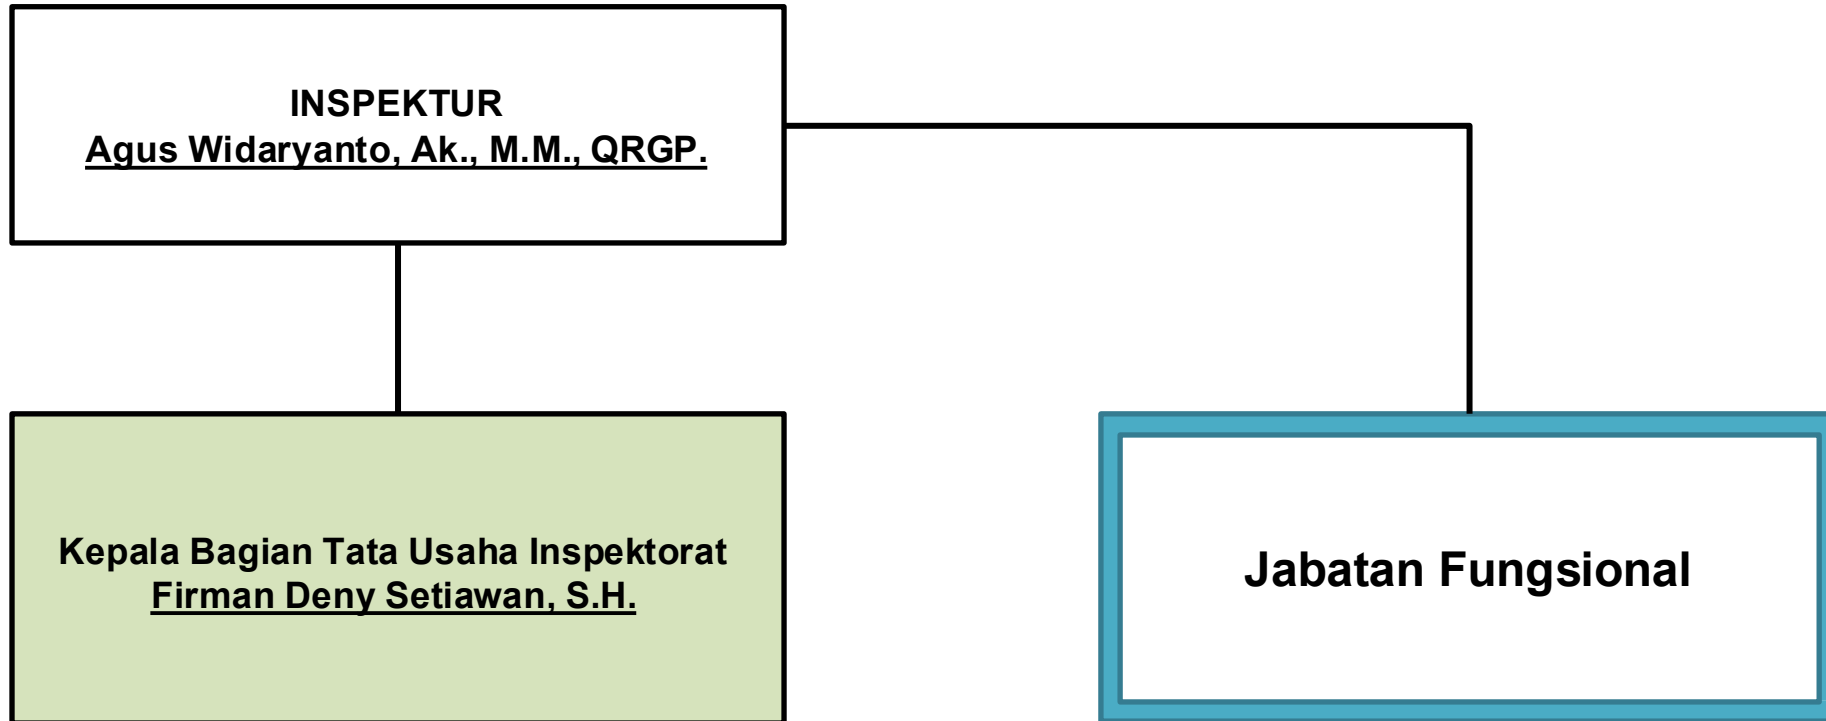 INSPEKTUR
Agus Widaryanto, Ak., M.M., QRGP.
Kepala Bagian Tata Usaha Inspektorat
Firman Deny Setiawan, S.H.
Jabatan Fungsional